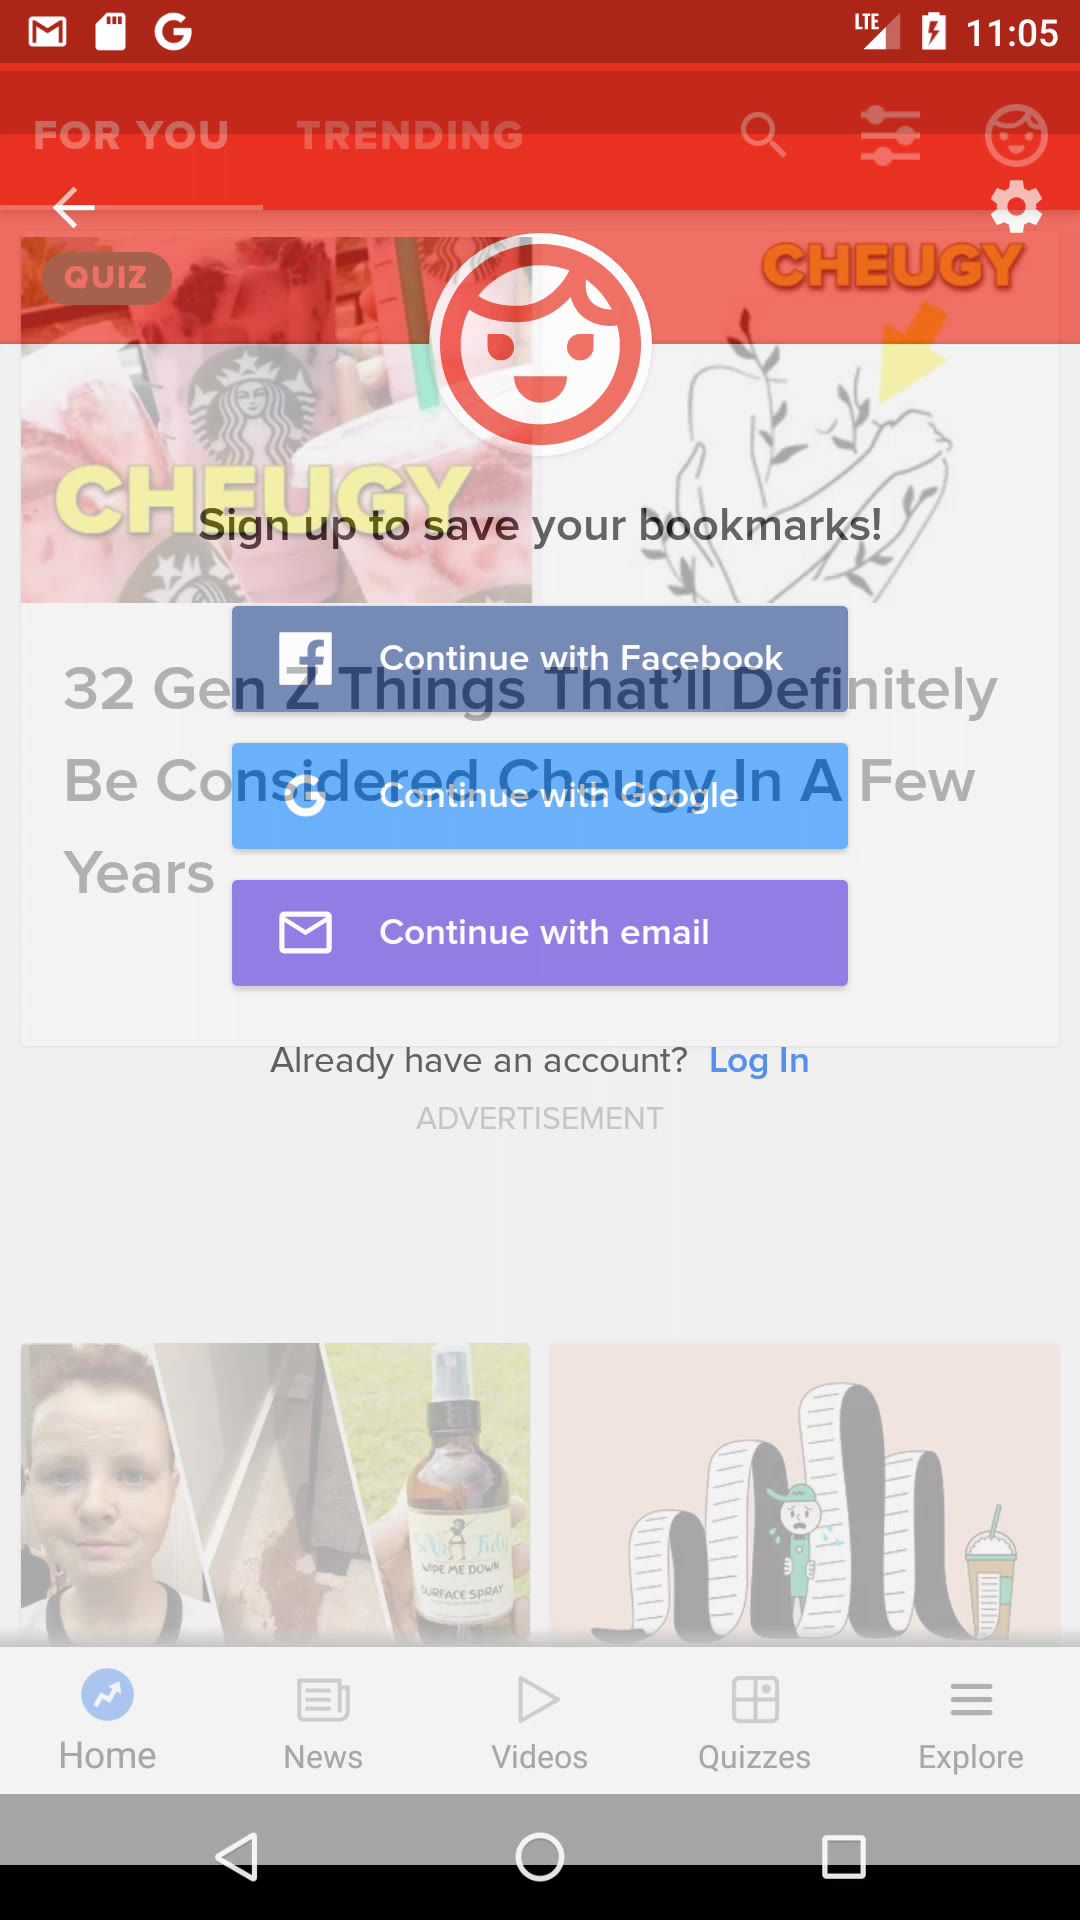 LTE 11:05
FOR YOU TRENDING
QUIZ
CHEUGY
CHEUGY
Sign up to save your bookmarks!
Continue with Facebook
32 Gen Z Things That'll Definitely
Be Considered Cheugy In A Few
Years
Continue with Google
Continue with email
Already have an account? Log In
ADVERTISEMENT
Tidy
WIPE ME DOWN
SURFACE SPRAY
Home News Videos Quizzes Explore